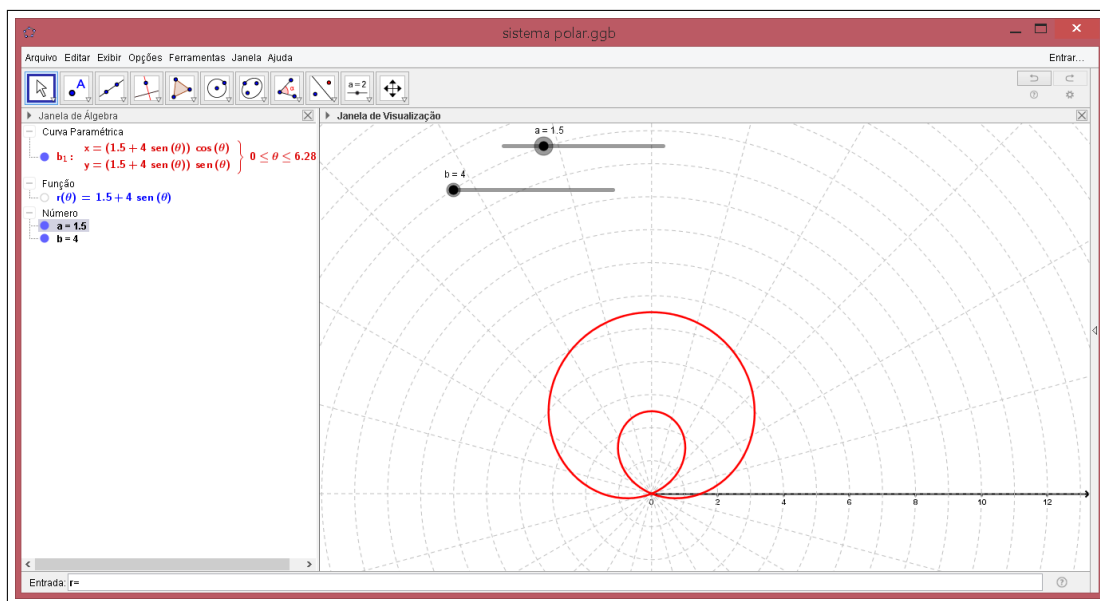 sistema polar.ggb
Arquivo Editar Exibir Opções Ferramentas Janela Ajuda
Entrar...
A
α
a=2
Janela de Álgebra
Janela de Visualização
Curva Paramétrica
b₁: x = (1.5 + 4 sen (θ)) cos (θ)
y = (1.5 + 4 sen (θ)) sen (θ)
} 0 ≤ θ ≤ 6.28
Função
r(θ) = 1.5 + 4 sen (θ)
Número
a = 1.5
b = 4
a = 1.5
b = 4
0 2 4 6 8 10 12
Entrada: r=